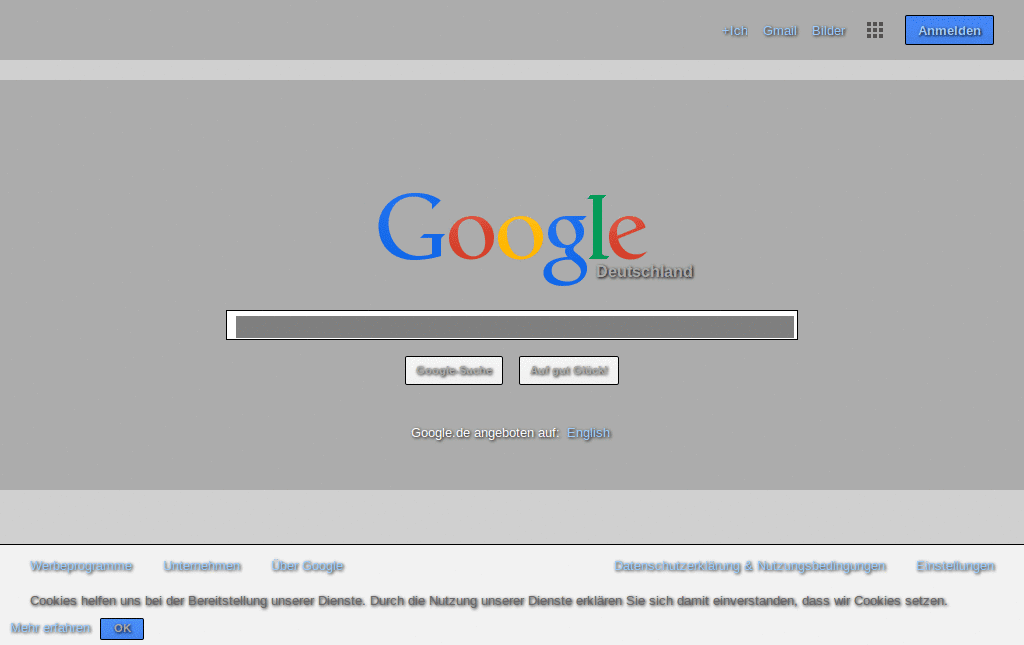 +Ich Gmail Bilder Anmelden
Google
Deutschland
Google-Suche Auf gut Glück!
Google.de angeboten auf: English
Werbeprogramme Unternehmen Über Google Datenschutzerklärung & Nutzungsbedingungen Einstellungen
Cookies helfen uns bei der Bereitstellung unserer Dienste. Durch die Nutzung unserer Dienste erklären Sie sich damit einverstanden, dass wir Cookies setzen.
Mehr erfahren OK